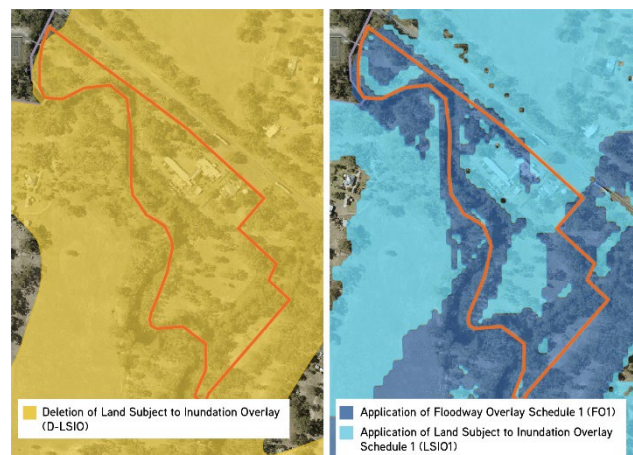 Deletion of Land Subject to Inundation Overlay
(D-LSIO)
Application of Floodway Overlay Schedule 1 (FO1)
Application of Land Subject to Inundation Overlay
Schedule 1 (LSIO1)